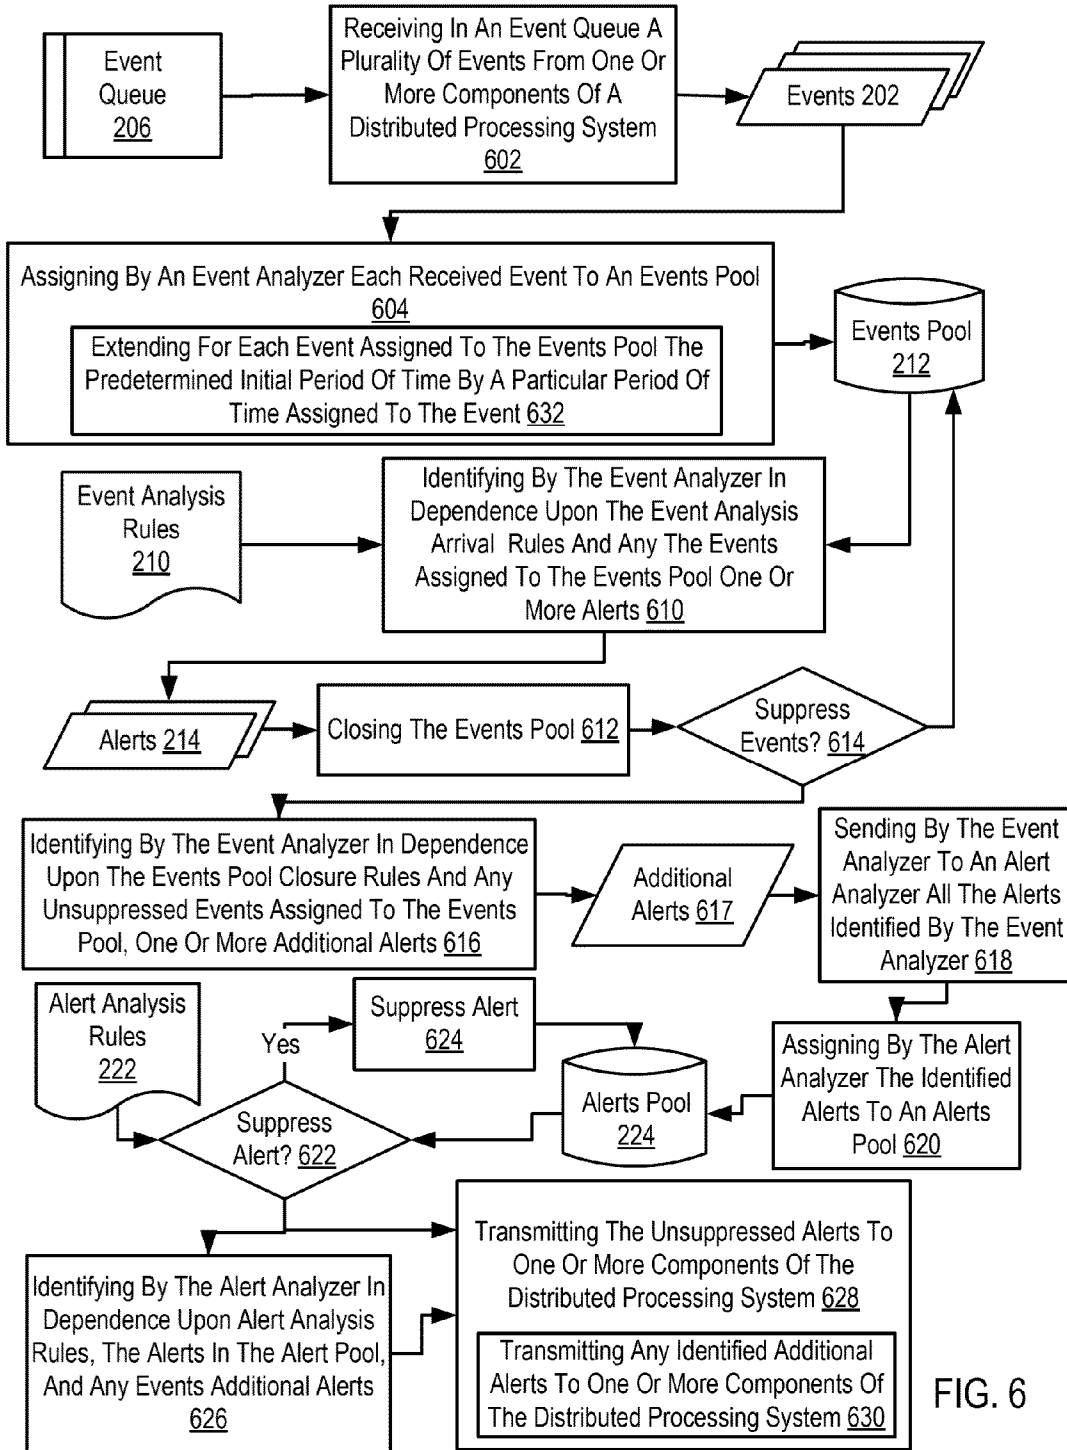 Event
Queue
206
Receiving In An Event Queue A
Plurality Of Events From One Or
More Components Of A
Distributed Processing System
602
Events 202
Assigning By An Event Analyzer Each Received Event To An Events Pool
604
Extending For Each Event Assigned To The Events Pool The
Predetermined Initial Period Of Time By A Particular Period Of
Time Assigned To The Event 632
Events Pool
212
Event Analysis
Rules
210
Identifying By The Event Analyzer In
Dependence Upon The Event Analysis
Arrival Rules And Any The Events
Assigned To The Events Pool One Or
More Alerts 610
Alerts 214
Closing The Events Pool 612
Suppress
Events? 614
Identifying By The Event Analyzer In Dependence
Upon The Events Pool Closure Rules And Any
Unsuppressed Events Assigned To The Events
Pool, One Or More Additional Alerts 616
Additional
Alerts 617
Sending By The Event
Analyzer To An Alert
Analyzer All The Alerts
Identified By The Event
Analyzer 618
Alert Analysis
Rules
222
Yes
Suppress Alert
624
Alerts Pool
224
Assigning By The Alert
Analyzer The Identified
Alerts To An Alerts
Pool 620
Suppress
Alert? 622
Identifying By The Alert Analyzer In
Dependence Upon Alert Analysis
Rules, The Alerts In The Alert Pool,
And Any Events Additional Alerts
626
Transmitting The Unsuppressed Alerts To
One Or More Components Of The
Distributed Processing System 628
Transmitting Any Identified Additional
Alerts To One Or More Components Of
The Distributed Processing System 630
FIG. 6